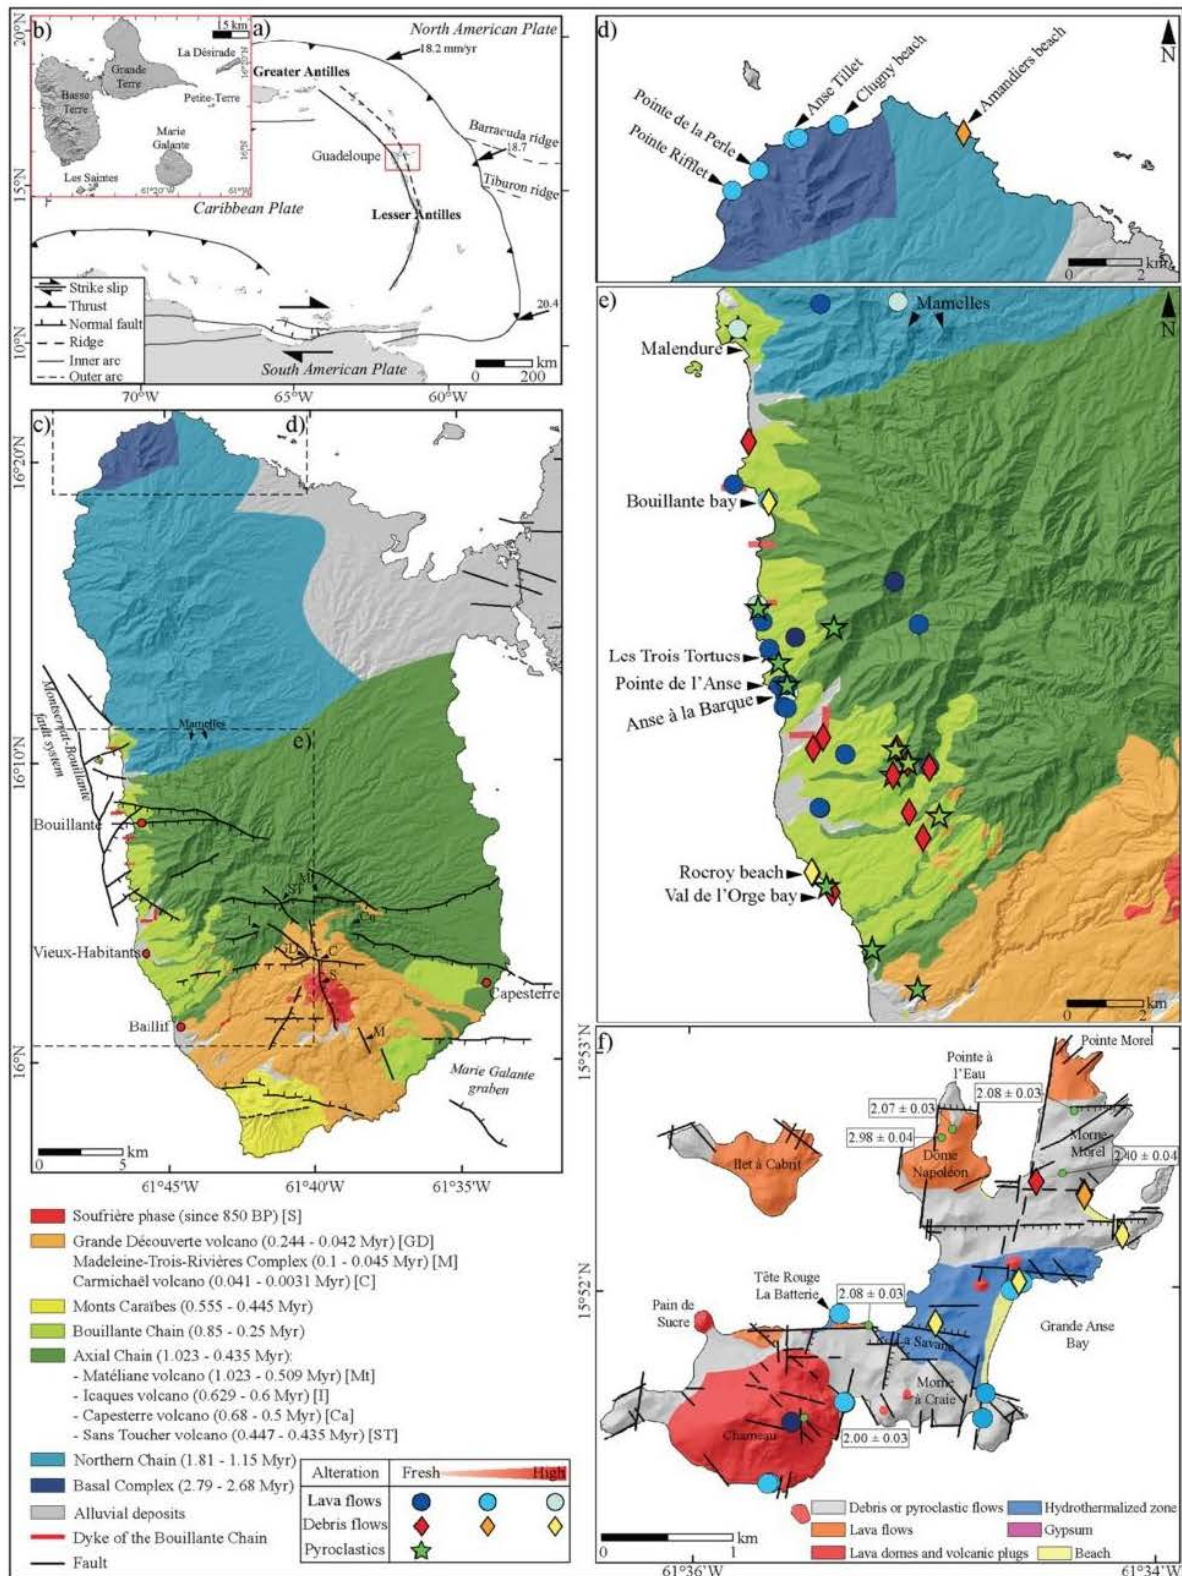 b)
15 km
La Désirade
Grande
Terre
Basse
Terre
Petite-Terre
Marie
Galante
Les Saintes
16°20'N
16°N
61°20'W
61°W
a)
North American Plate
18.2 mm/yr
Greater Antilles
Barracuda ridge
18.7
Guadeloupe
Tiburon ridge
Lesser Antilles
Caribbean Plate
20.4
South American Plate
Strike slip
Thrust
Normal fault
Ridge
Inner arc
Outer arc
0 200
km
20°N
15°N
10°N
70°W
65°W
60°W
d)
N
Pointe Rifflet
Pointe de la Perle
Anse Tillet
Clugny beach
Amandiers beach
0 2
km
c)
d)
16°20'N
16°10'N
16°N
Mamelles
e)
Montserrat-Bouillante
fault system
Bouillante
Mt
ST
I
Ca
GD
C
S
M
Vieux-Habitants
Capesterre
Baillif
Marie Galante
graben
0 5
km
61°45'W
61°40'W
61°35'W
e)
N
Mamelles
Malendure
Bouillante bay
Les Trois Tortues
Pointe de l'Anse
Anse à la Barque
Rocroy beach
Val de l'Orge bay
0 2
km
Soufrière phase (since 850 BP) [S]
Grande Découverte volcano (0.244 - 0.042 Myr) [GD]
Madeleine-Trois-Rivières Complex (0.1 - 0.045 Myr) [M]
Carmichaël volcano (0.041 - 0.0031 Myr) [C]
Monts Caraïbes (0.555 - 0.445 Myr)
Bouillante Chain (0.85 - 0.25 Myr)
Axial Chain (1.023 - 0.435 Myr):
- Matéliane volcano (1.023 - 0.509 Myr) [Mt]
- Icaques volcano (0.629 - 0.6 Myr) [I]
- Capesterre volcano (0.68 - 0.5 Myr) [Ca]
- Sans Toucher volcano (0.447 - 0.435 Myr) [ST]
Northern Chain (1.81 - 1.15 Myr)
Basal Complex (2.79 - 2.68 Myr)
Alluvial deposits
Dyke of the Bouillante Chain
Fault
Alteration Fresh High
Lava flows
Debris flows
Pyroclastics
f)
15°53'N
15°52'N
Pointe Morel
Pointe à
l'Eau
2.08 ± 0.03
2.07 ± 0.03
2.98 ± 0.04
Morne
Morel
2.40 ± 0.04
Dôme
Napoléon
Ilet à Cabrit
Tête Rouge
La Batterie
2.08 ± 0.03
Pain de
Sucre
La Savane
Grande Anse
Bay
Morne
à Craie
Chameau
2.00 ± 0.03
Debris or pyroclastic flows
Hydrothermalized zone
Lava flows
Gypsum
Lava domes and volcanic plugs
Beach
0 1
km
61°36'W
61°34'W